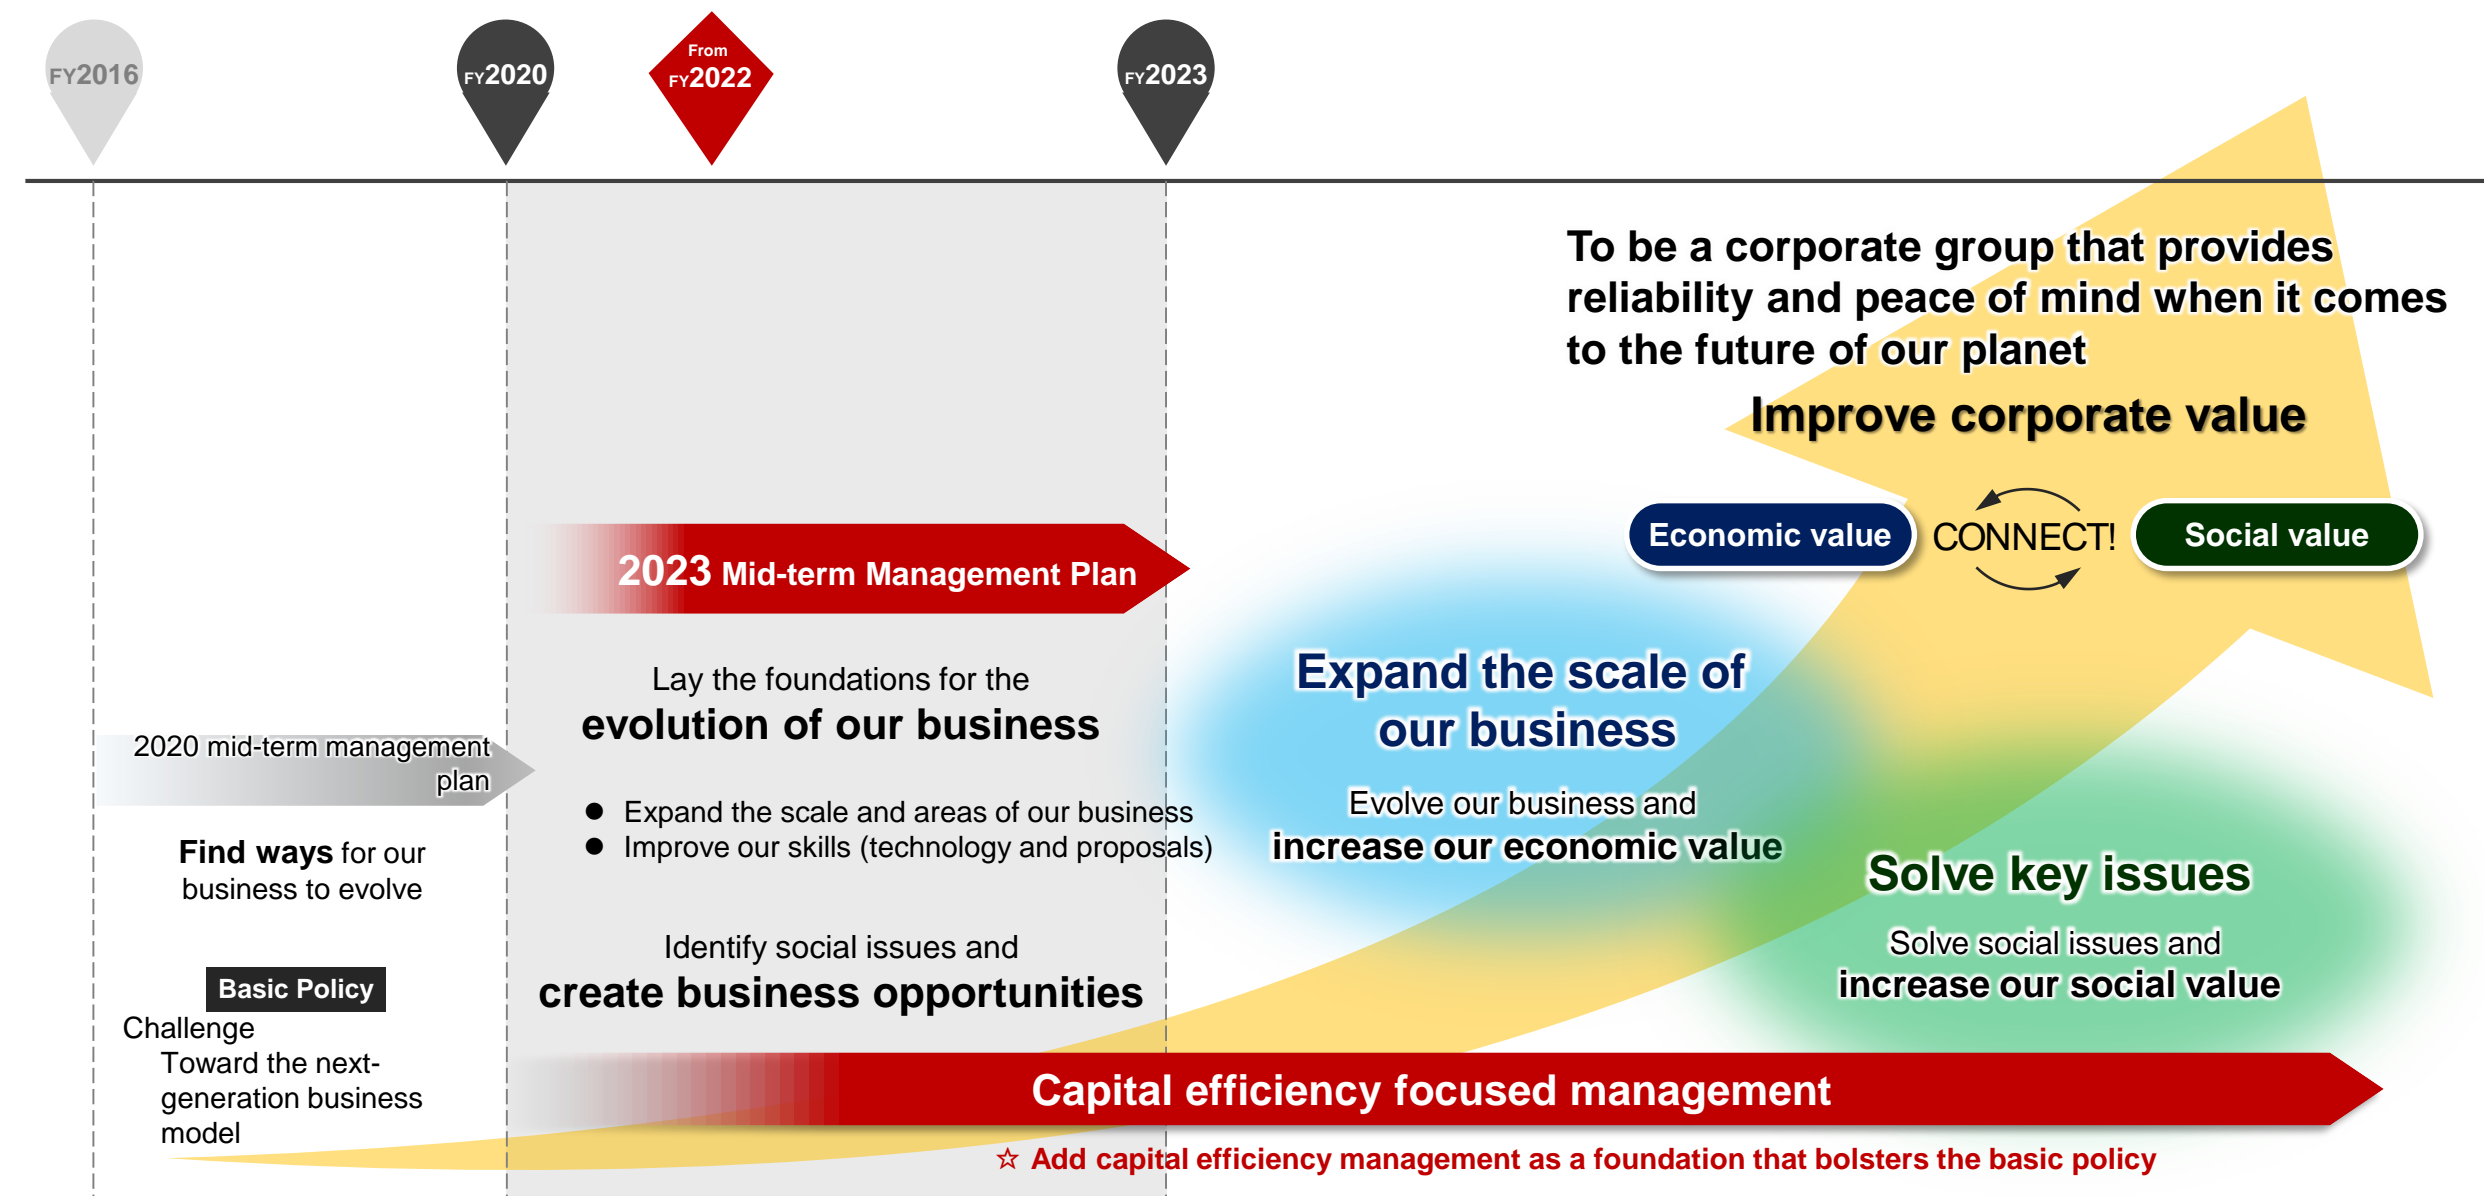 FY2016
FY2020
From
FY2022
FY2023
To be a corporate group that provides
reliability and peace of mind when it comes
to the future of our planet
Improve corporate value
Economic value
CONNECT!
Social value
2023 Mid-term Management Plan
Lay the foundations for the
evolution of our business
● Expand the scale and areas of our business
● Improve our skills (technology and proposals)
Identify social issues and
create business opportunities
2020 mid-term management
plan
Find ways for our
business to evolve
Basic Policy
Challenge
Toward the next-
generation business
model
Expand the scale of
our business
Evolve our business and
increase our economic value
Solve key issues
Solve social issues and
increase our social value
Capital efficiency focused management
☆ Add capital efficiency management as a foundation that bolsters the basic policy